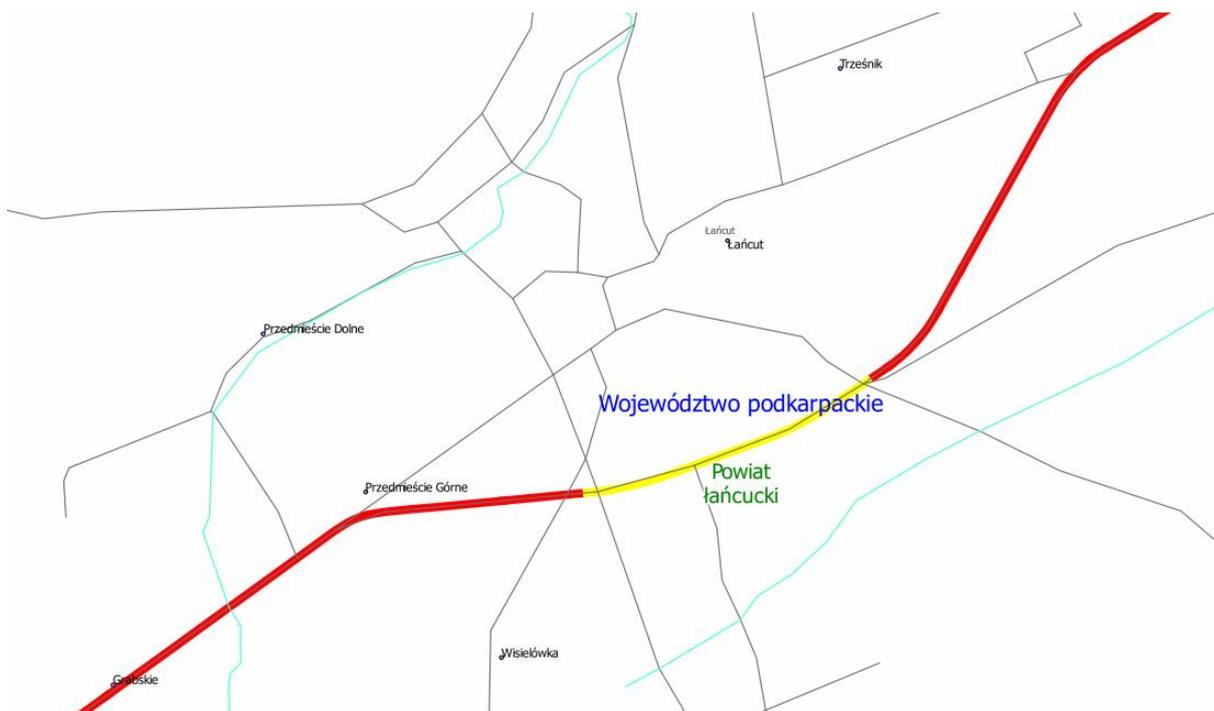 Trześnik
Łańcut
Łańcut
Przedmieście Dolne
Województwo podkarpackie
Powiat
łańcucki
Przedmieście Górne
Wisielówka
Grabskie